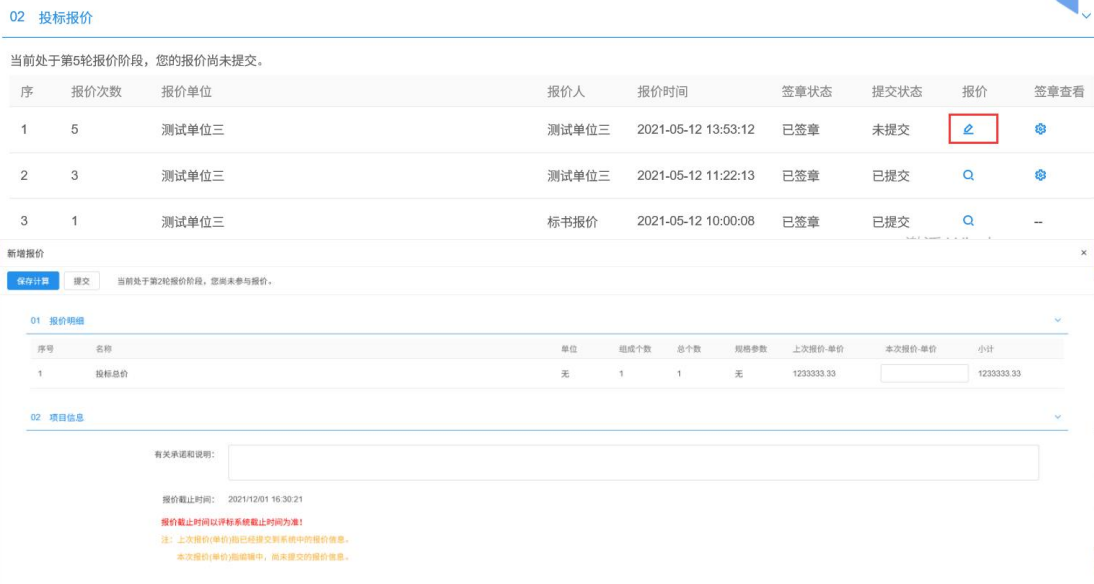 02 投标报价
当前处于第5轮报价阶段，您的报价尚未提交。
序 报价次数 报价单位 报价人 报价时间 签章状态 提交状态 报价 签章查看
1 5 测试单位三 测试单位三 2021-05-12 13:53:12 已签章 未提交
2 3 测试单位三 测试单位三 2021-05-12 11:22:13 已签章 已提交
3 1 测试单位三 标书报价 2021-05-12 10:00:08 已签章 已提交 --
新增报价 ×
保存计算 提交 当前处于第2轮报价阶段，您尚未参与报价。
01 报价明细
序号 名称 单位 组成个数 总个数 规格参数 上次报价-单价 本次报价-单价 小计
1 投标总价 无 1 1 无 1233333.33 1233333.33
02 项目信息
有关承诺和说明：
报价截止时间： 2021/12/01 16:30:21
报价截止时间以评标系统截止时间为准！
注：上次报价(单价)指已经提交到系统中的报价信息。
本次报价(单价)指编辑中，尚未提交的报价信息。